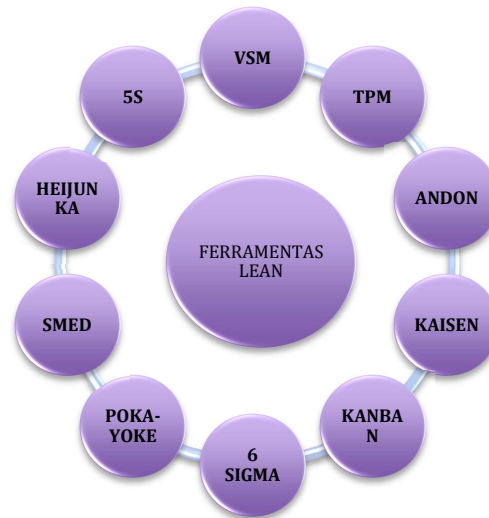 VSM
TPM
ANDON
KAISEN
KANBA
N
6
SIGMA
POKA-
YOKE
SMED
HEIJUN
KA
5S
FERRAMENTAS
LEAN